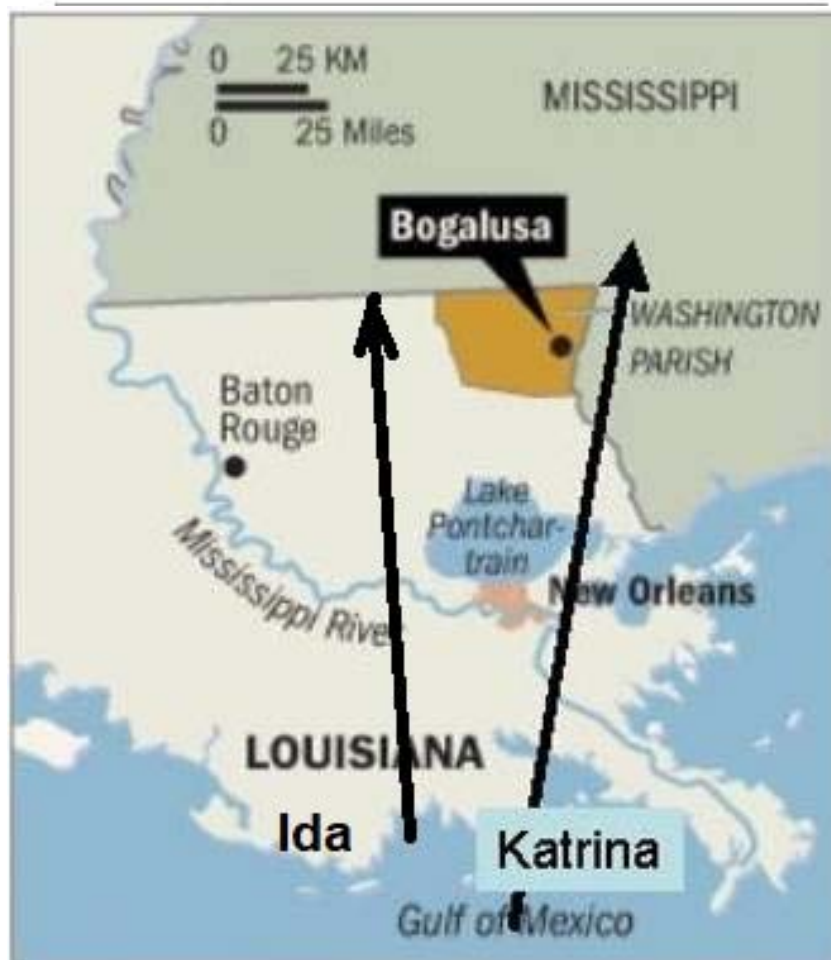 0 25 KM
0 25 Miles
MISSISSIPPI
Bogalusa
WASHINGTON
PARISH
Baton
Rouge
Lake
Pontchar-
train
New Orleans
Mississippi River
LOUISIANA
Ida
Katrina
Gulf of Mexico